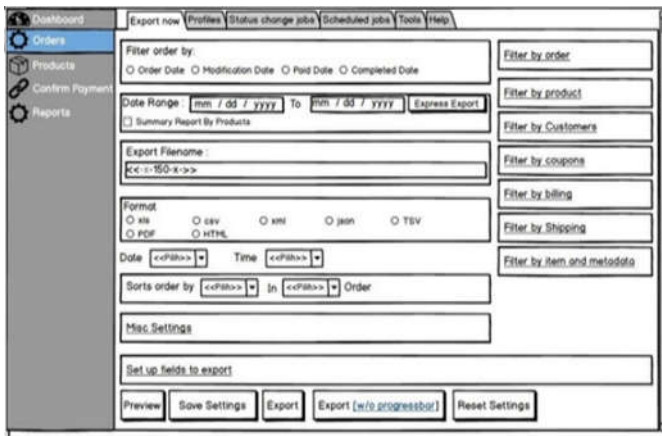 Dashboard
Orders
Products
Confirm Payment
Reports
Export now Profiles Status change jobs Scheduled jobs Tools Help
Filter order by:
Order Date Modification Date Paid Date Completed Date
Date Range : mm / dd / yyyy To mm / dd / yyyy Express Export
Summary Report By Products
Export Filename :
<<-x-150-x->>
Format
xls csv xml json TSV
PDF HTML
Date <<Pilih>> Time <<Pilih>>
Sorts order by <<Pilih>> In <<Pilih>> Order
Misc Settings
Set up fields to export
Preview Save Settings Export Export [w/o progressbar] Reset Settings
Filter by order
Filter by product
Filter by Customers
Filter by coupons
Filter by billing
Filter by Shipping
Filter by item and metadata